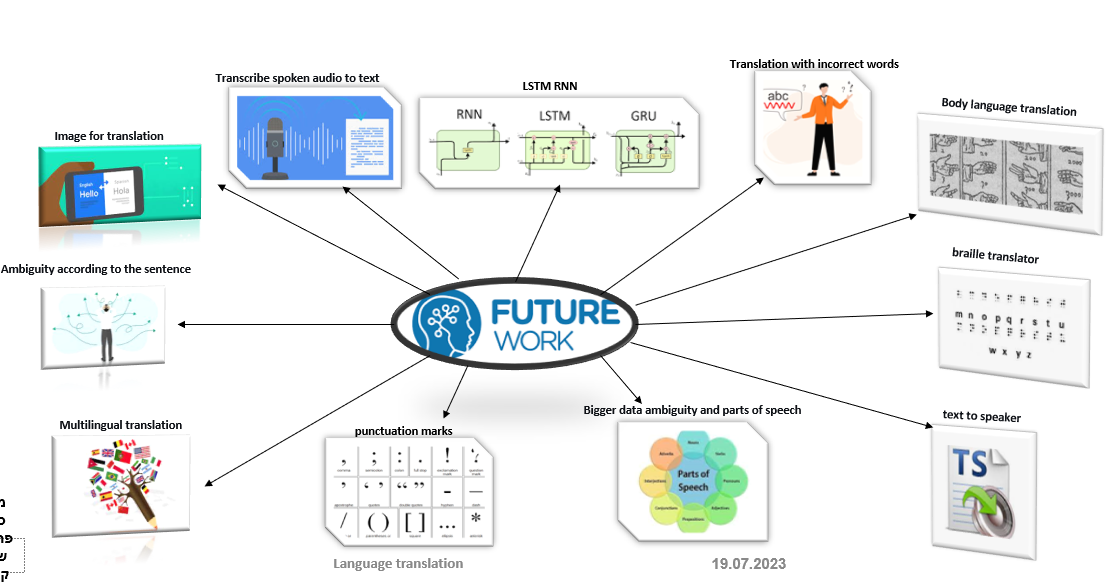 Transcribe spoken audio to text
LSTM RNN
Translation with incorrect words
Body language translation
Image for translation
RNN
LSTM
GRU
abc
English
Hello
Spanish
Hola
Ambiguity according to the sentence
braille translator
m n o p q r s t u
w x y z
FUTURE
WORK
Multilingual translation
punctuation marks
Bigger data ambiguity and parts of speech
text to speaker
, ; : . ! ?
comma semicolon colon full stop exclamation mark question mark
' ‘ ’ “ ” - —
apostrophe quotes double quotes hyphen dash
/ ( ) [ ] ... *
Parts of
Speech
Nouns
Verbs
Pronouns
Adjectives
Prepositions
Conjunctions
Interjections
Adverbs
TS
Language translation
19.07.2023